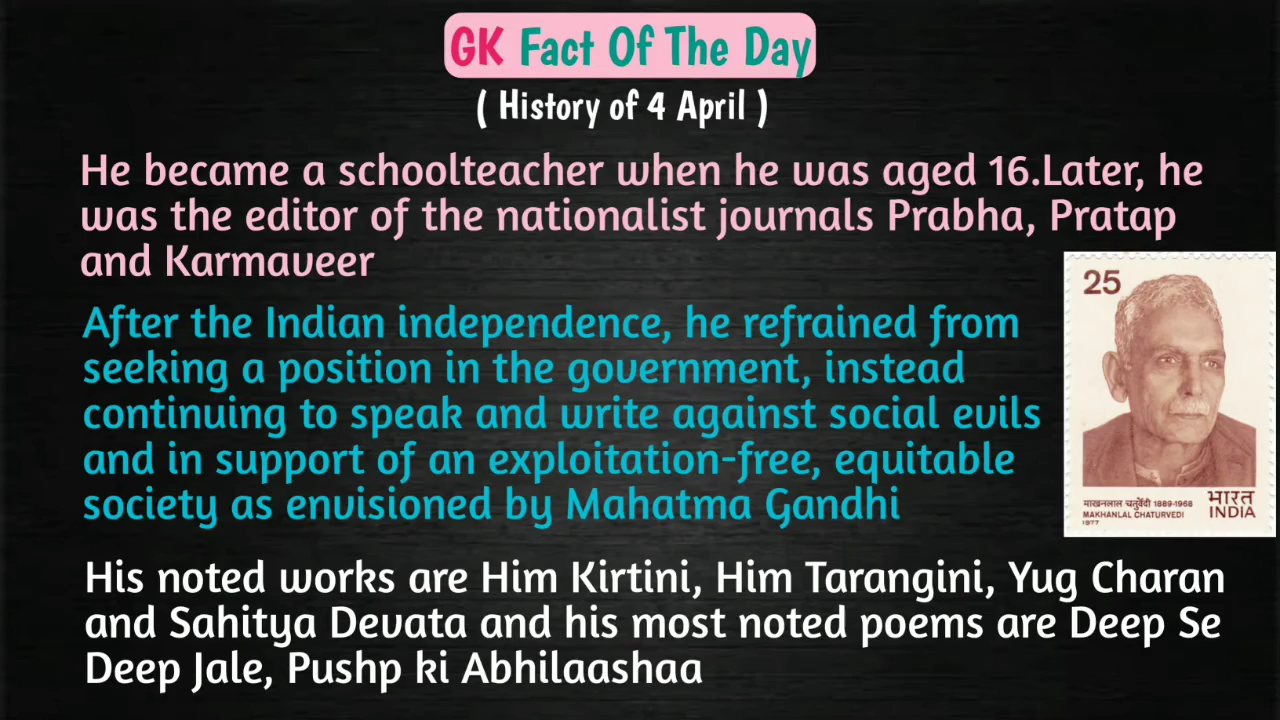 GK Fact Of The Day
( History of 4 April )
He became a schoolteacher when he was aged 16.Later, he
was the editor of the nationalist journals Prabha, Pratap
and Karmaveer
After the Indian independence, he refrained from
seeking a position in the government, instead
continuing to speak and write against social evils
and in support of an exploitation-free, equitable
society as envisioned by Mahatma Gandhi
25
माखनलाल चतुर्वेदी 1889-1968
MAKHANLAL CHATURVEDI
1977
भारत
INDIA
His noted works are Him Kirtini, Him Tarangini, Yug Charan
and Sahitya Devata and his most noted poems are Deep Se
Deep Jale, Pushp ki Abhilaashaa